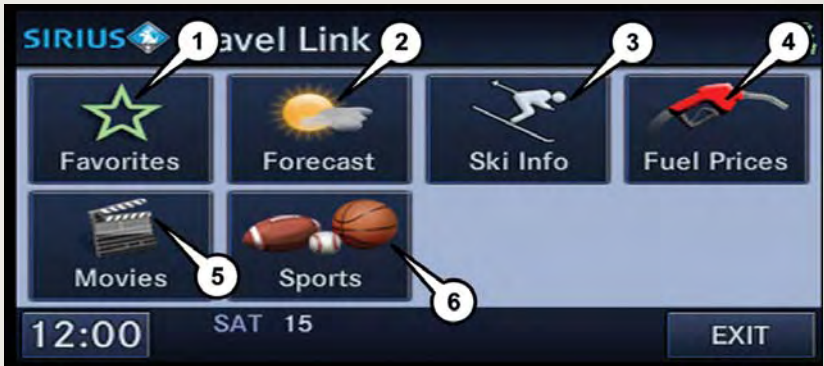 SIRIUS avel Link
1 2 3 4
Favorites Forecast Ski Info Fuel Prices
Movies Sports
5 6
12:00 SAT 15 EXIT